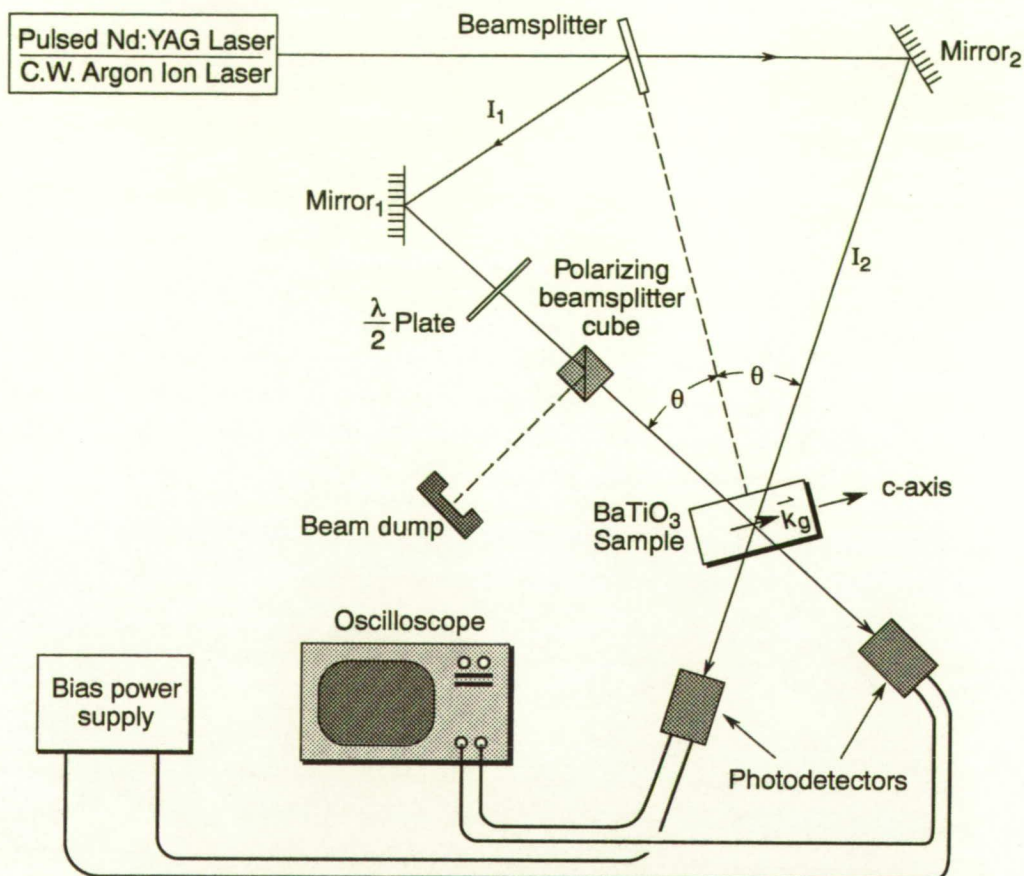 Pulsed Nd:YAG Laser
C.W. Argon Ion Laser
Beamsplitter
Mirror₂
I₁
Mirror₁
I₂
λ/2 Plate
Polarizing
beamsplitter
cube
θ
θ
c-axis
k⃗g
BaTiO₃
Sample
Beam dump
Oscilloscope
Bias power
supply
Photodetectors